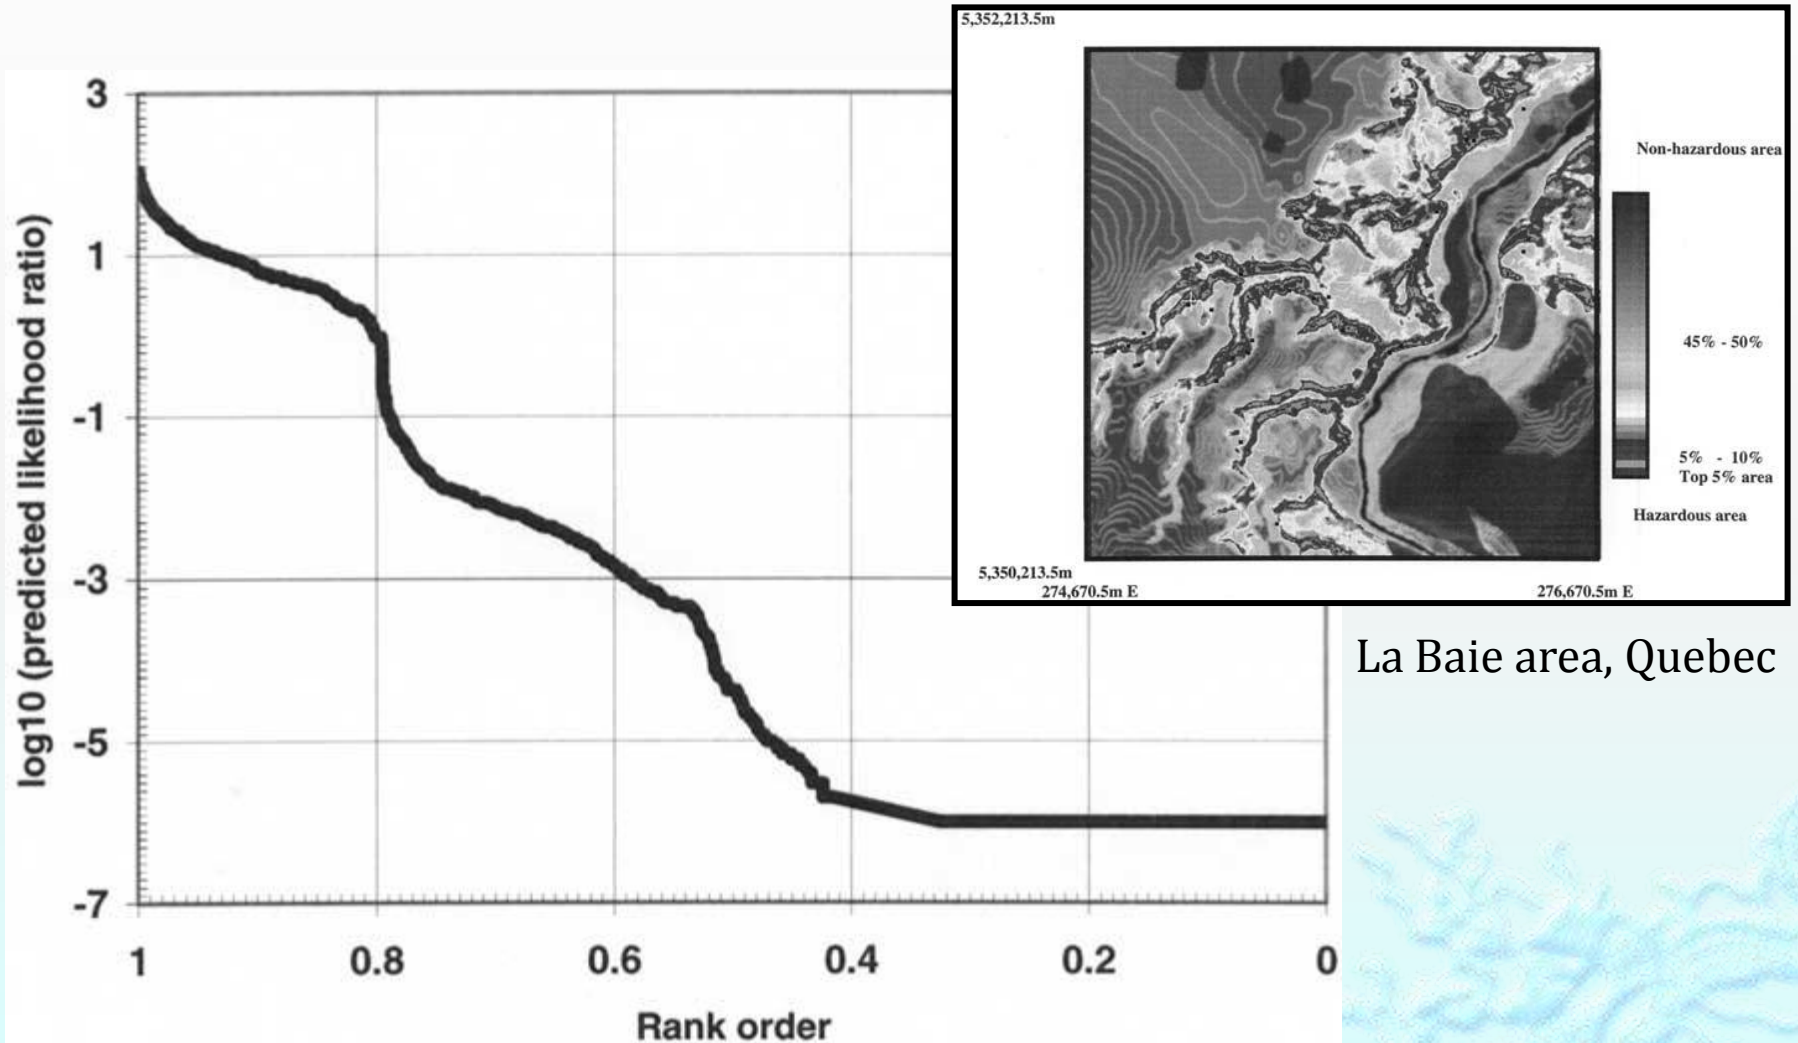 5,352,213.5m
Non-hazardous area
45% - 50%
5% - 10%
Top 5% area
Hazardous area
5,350,213.5m
274,670.5m E
276,670.5m E
La Baie area, Quebec
log10 (predicted likelihood ratio)
3
1
-1
-3
-5
-7
1
0.8
0.6
0.4
0.2
0
Rank order